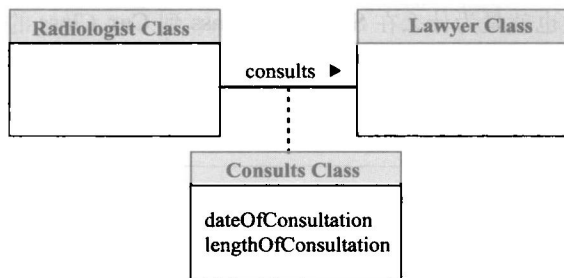 Radiologist Class
Lawyer Class
consults ▶
Consults Class
dateOfConsultation
lengthOfConsultation